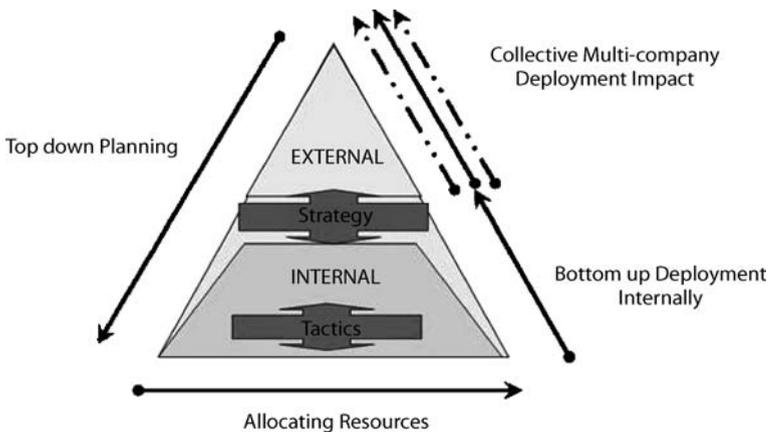 Collective Multi-company
Deployment Impact
Top down Planning
EXTERNAL
Strategy
INTERNAL
Bottom up Deployment
Internally
Tactics
Allocating Resources